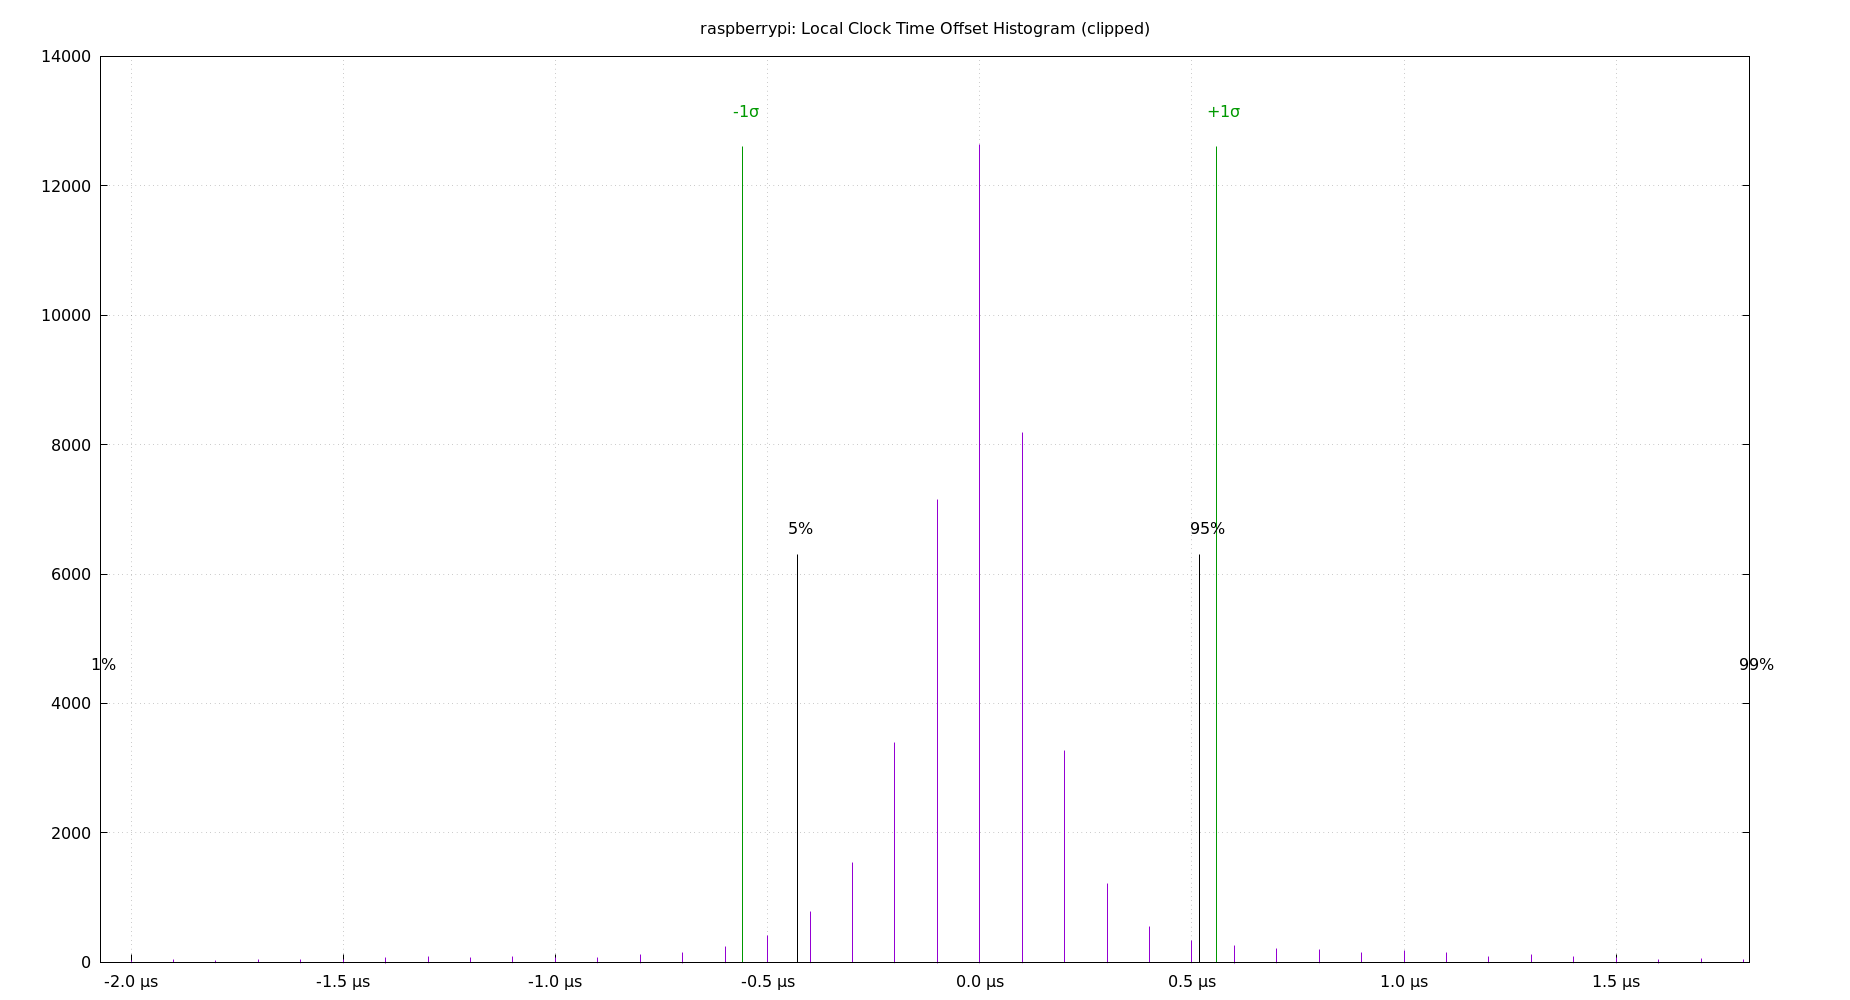 raspberrypi: Local Clock Time Offset Histogram (clipped)
14000
-1σ
+1σ
12000
10000
8000
5%
95%
6000
1%
99%
4000
2000
0
-2.0 µs
-1.5 µs
-1.0 µs
-0.5 µs
0.0 µs
0.5 µs
1.0 µs
1.5 µs